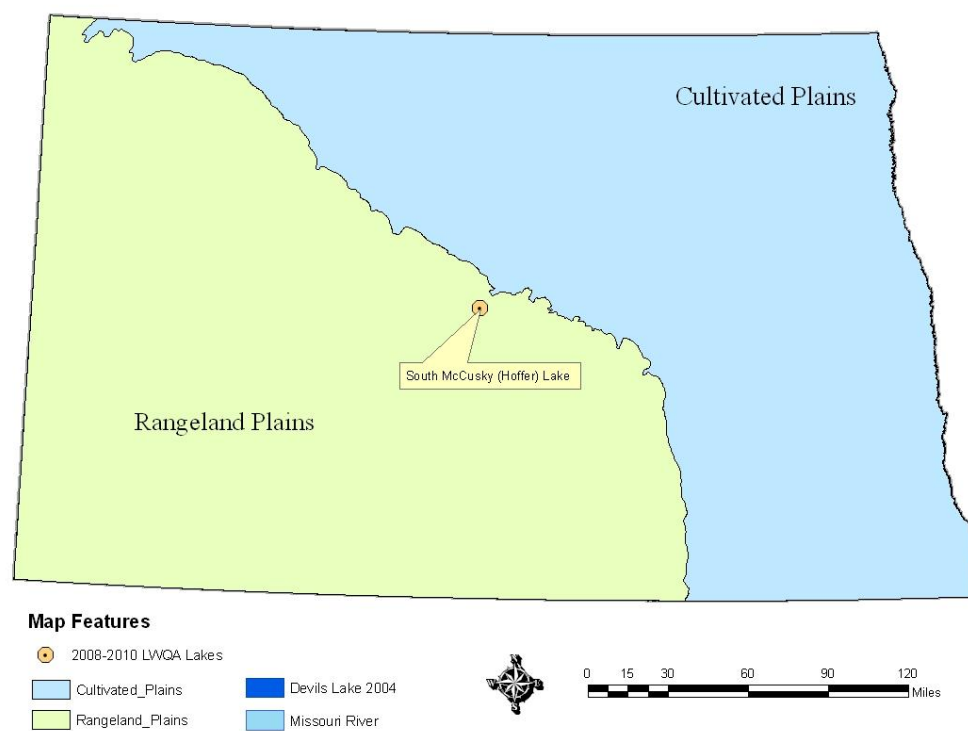 Cultivated Plains
South McCusky (Hoffer) Lake
Rangeland Plains
Map Features
2008-2010 LWQA Lakes
Cultivated_Plains
Devils Lake 2004
Rangeland_Plains
Missouri River
0 15 30 60 90 120
Miles